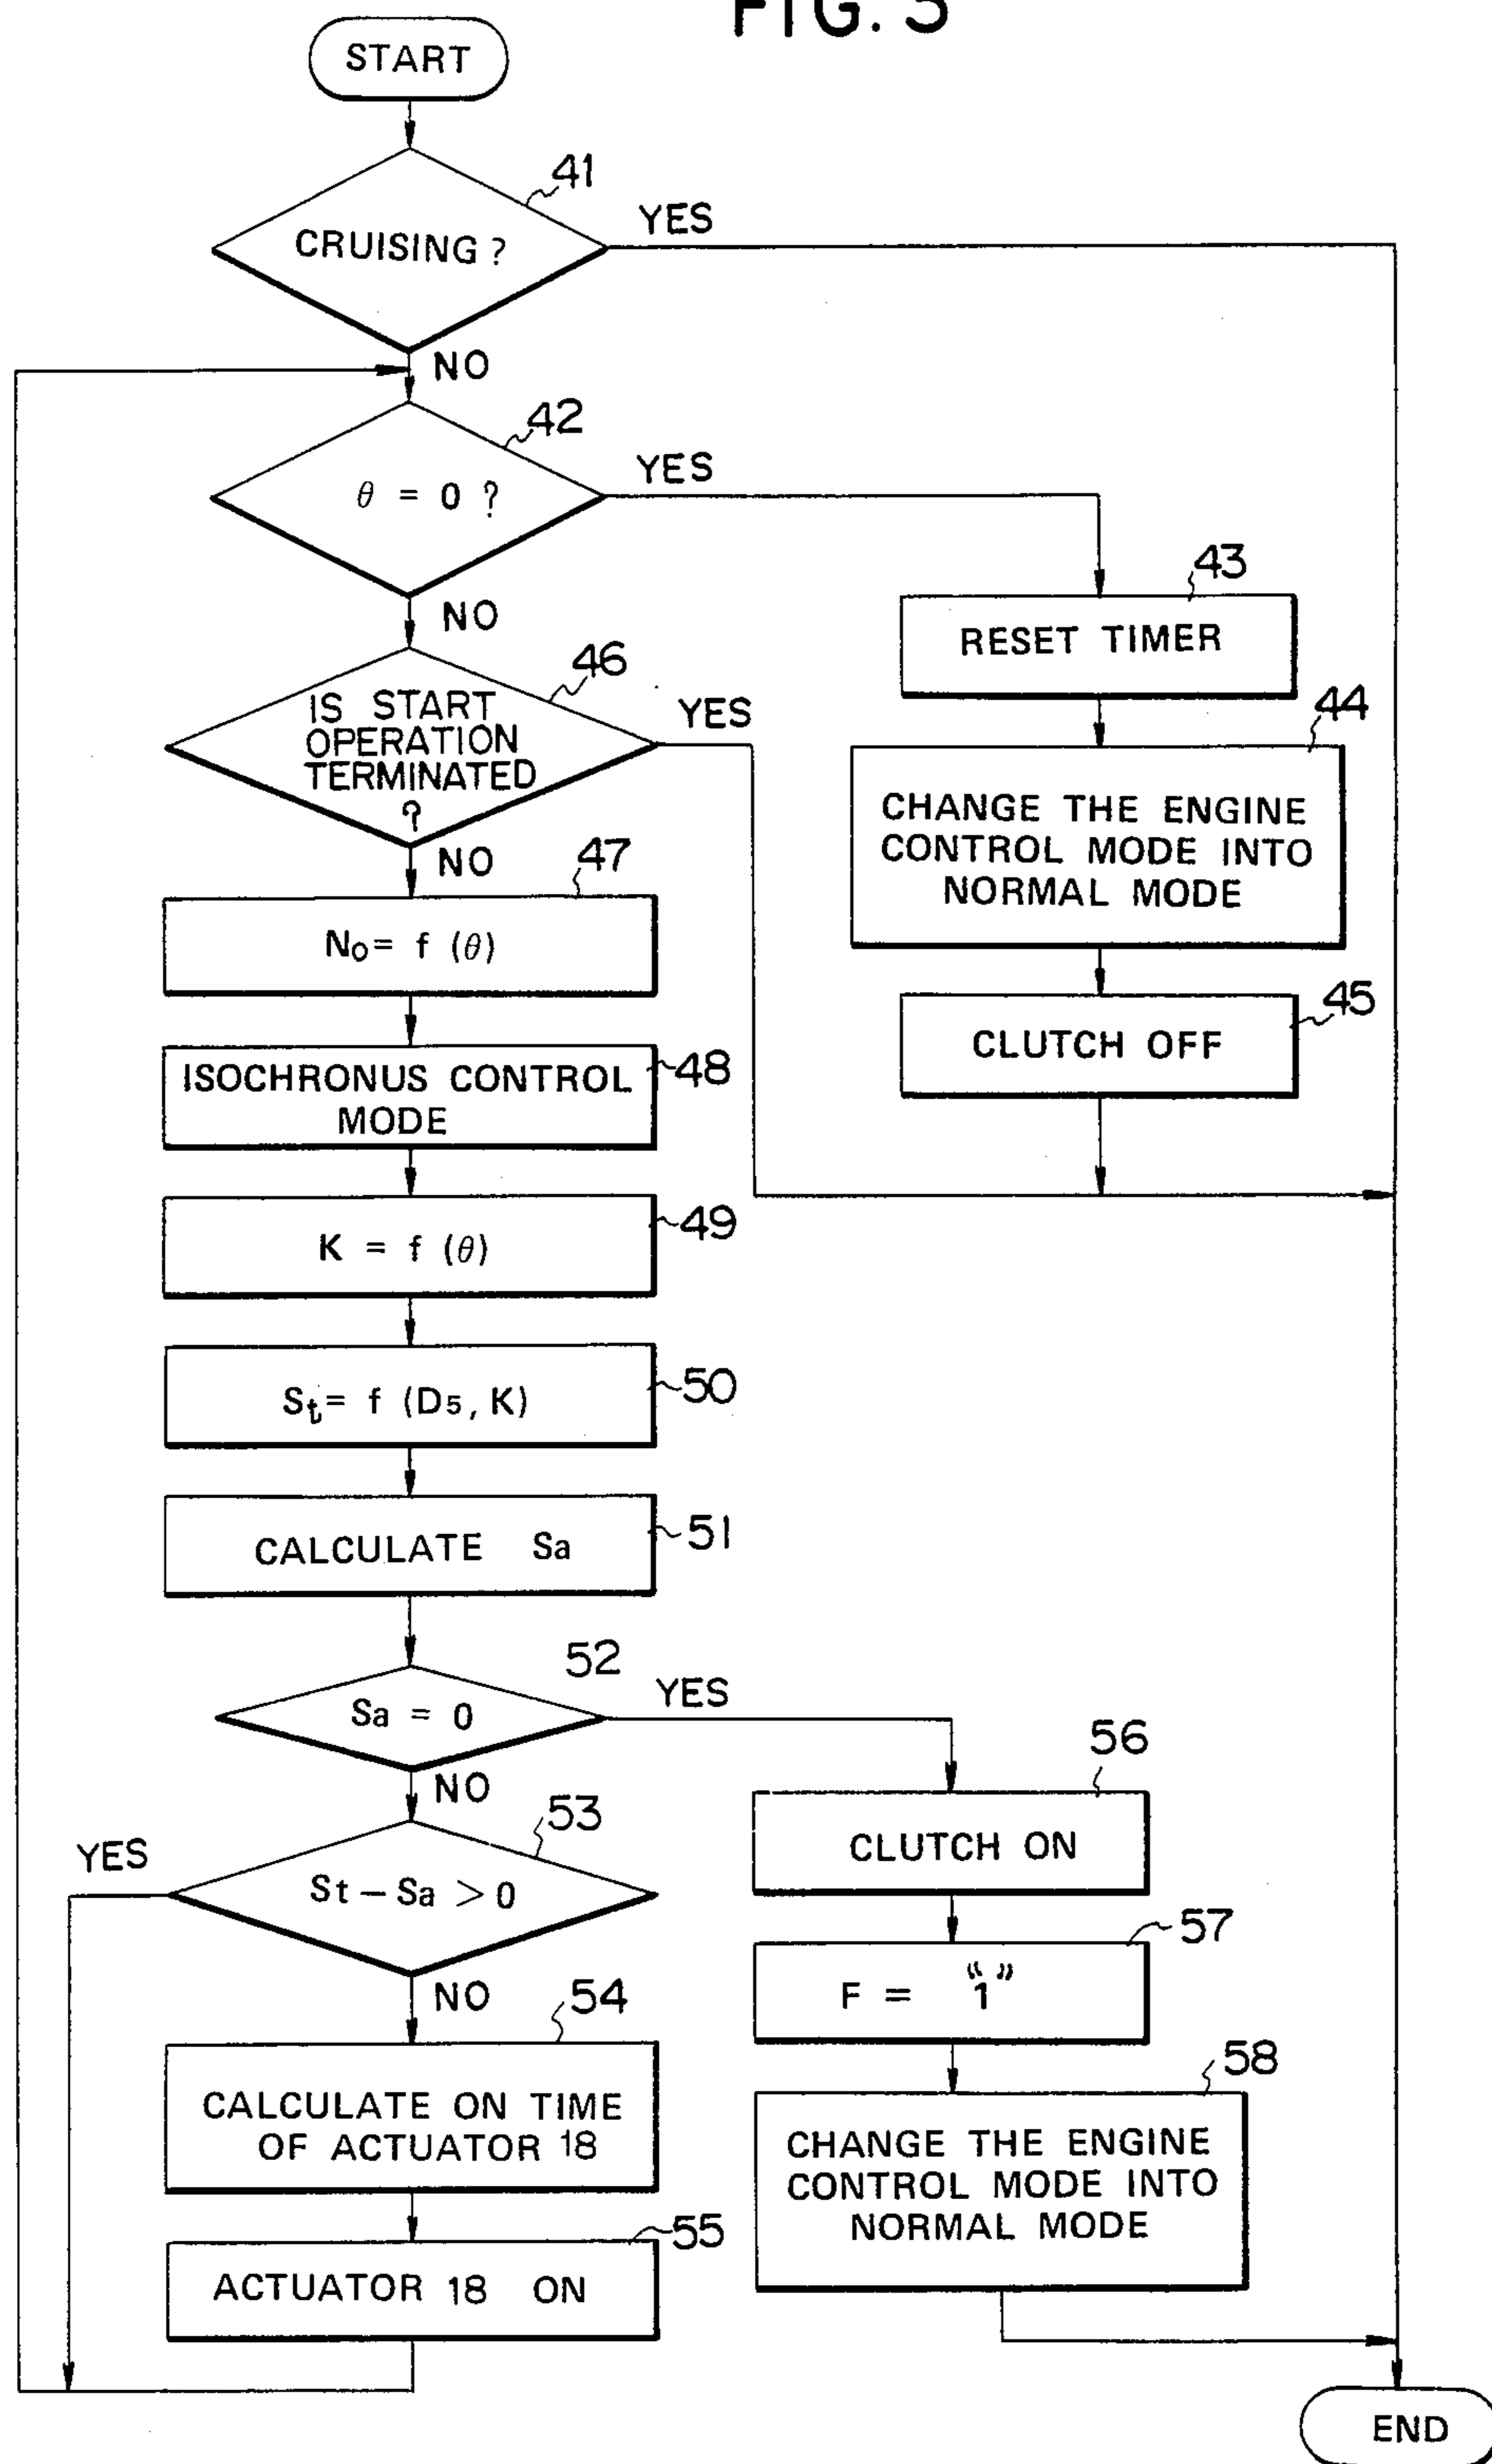 FIG. 3
START
41
CRUISING ?
YES
NO
42
θ = 0 ?
YES
NO
43
RESET TIMER
44
CHANGE THE ENGINE
CONTROL MODE INTO
NORMAL MODE
45
CLUTCH OFF
46
IS START
OPERATION
TERMINATED
?
YES
NO
47
No = f (θ)
48
ISOCHRONUS CONTROL
MODE
49
K = f (θ)
50
St = f (D5, K)
51
CALCULATE Sa
52
Sa = 0
YES
NO
53
St – Sa > 0
YES
NO
54
CALCULATE ON TIME
OF ACTUATOR 18
55
ACTUATOR 18 ON
56
CLUTCH ON
57
F = “1”
58
CHANGE THE ENGINE
CONTROL MODE INTO
NORMAL MODE
END